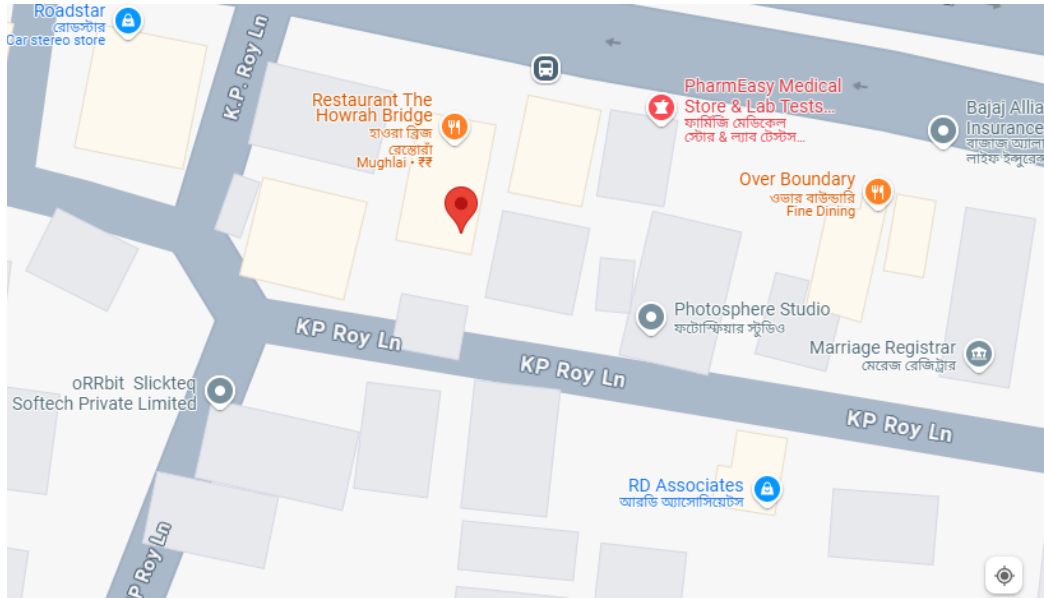 Roadstar
রোডস্টার
Car stereo store
K.P. Roy Ln
Restaurant The
Howrah Bridge
হাওরা ব্রিজ
রেস্তোরাঁ
Mughlai • ₹₹
PharmEasy Medical
Store & Lab Tests...
ফার্মিজি মেডিকেল
স্টোর & ল্যাব টেস্টস...
Bajaj Allia
Insurance
বাজাজ অ্যালা
লাইফ ইন্সুরেন্স
Over Boundary
ওভার বাউন্ডারি
Fine Dining
Photosphere Studio
ফটোস্ফিয়ার স্টুডিও
KP Roy Ln
KP Roy Ln
Marriage Registrar
মেরেজ রেজিট্রার
oRRbit Slickteq
Softech Private Limited
KP Roy Ln
RD Associates
আরডি অ্যাসোসিয়েটস
KP Roy Ln